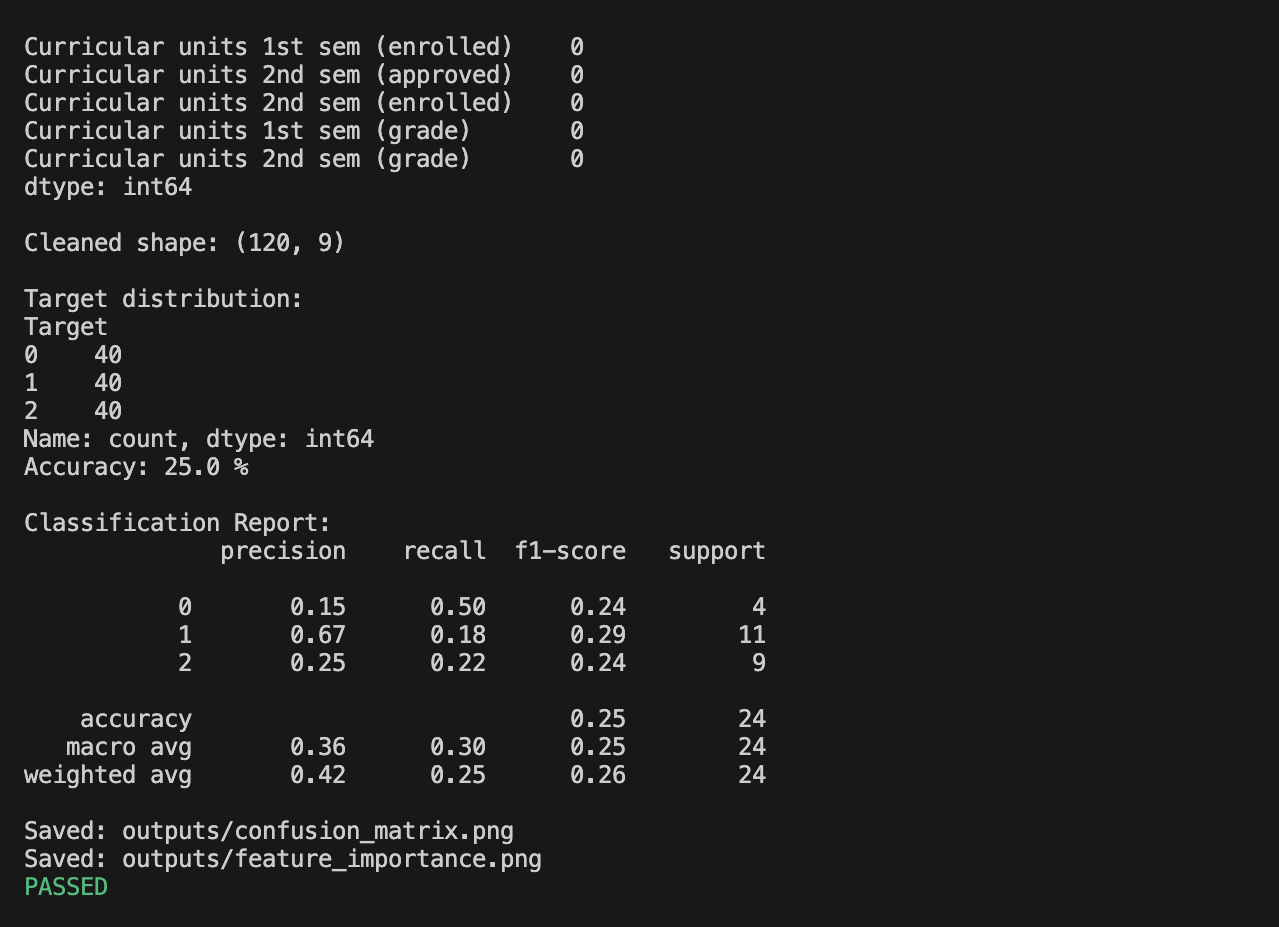 Curricular units 1st sem (enrolled)    0
Curricular units 2nd sem (approved)    0
Curricular units 2nd sem (enrolled)    0
Curricular units 1st sem (grade)       0
Curricular units 2nd sem (grade)       0
dtype: int64

Cleaned shape: (120, 9)

Target distribution:
Target
0    40
1    40
2    40
Name: count, dtype: int64
Accuracy: 25.0 %

Classification Report:
              precision    recall  f1-score   support

           0       0.15      0.50      0.24         4
           1       0.67      0.18      0.29        11
           2       0.25      0.22      0.24         9

    accuracy                           0.25        24
   macro avg       0.36      0.30      0.25        24
weighted avg       0.42      0.25      0.26        24

Saved: outputs/confusion_matrix.png
Saved: outputs/feature_importance.png
PASSED